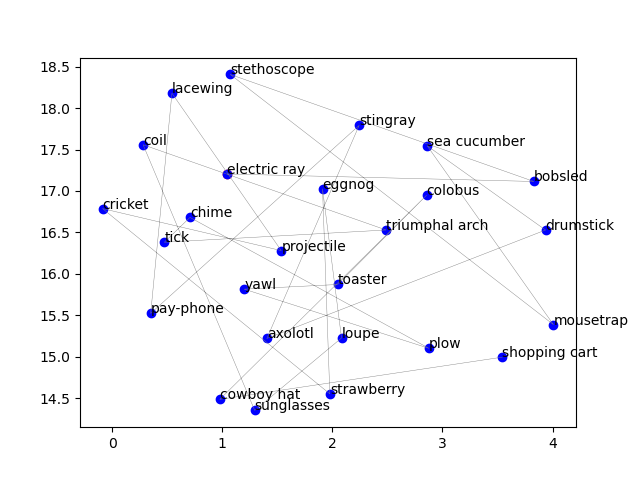 18.5
stethoscope
lacewing
18.0
stingray
coil
sea cucumber
17.5
electric ray
bobsled
eggnog
17.0
colobus
cricket
chime
triumphal arch
drumstick
16.5
tick
projectile
16.0
yawl
toaster
pay-phone
15.5
mousetrap
axolotl
loupe
plow
shopping cart
15.0
cowboy hat
strawberry
14.5
sunglasses
0
1
2
3
4